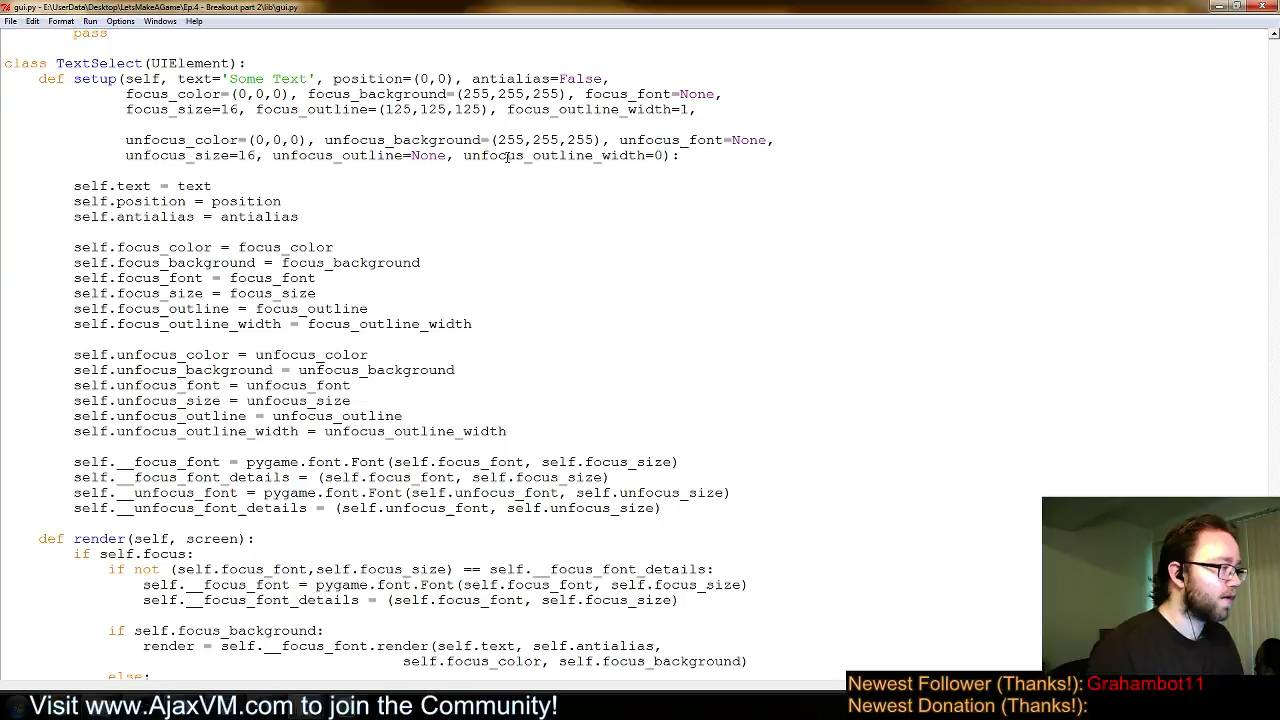 gui.py - E:\UserData\Desktop\LetsMakeAGame\Ep.4 - Breakout part 2\lib\gui.py
File Edit Format Run Options Windows Help
pass
class TextSelect(UIElement):
def setup(self, text='Some Text', position=(0,0), antialias=False,
focus_color=(0,0,0), focus_background=(255,255,255), focus_font=None,
focus_size=16, focus_outline=(125,125,125), focus_outline_width=1,
unfocus_color=(0,0,0), unfocus_background=(255,255,255), unfocus_font=None,
unfocus_size=16, unfocus_outline=None, unfocus_outline_width=0):
self.text = text
self.position = position
self.antialias = antialias
self.focus_color = focus_color
self.focus_background = focus_background
self.focus_font = focus_font
self.focus_size = focus_size
self.focus_outline = focus_outline
self.focus_outline_width = focus_outline_width
self.unfocus_color = unfocus_color
self.unfocus_background = unfocus_background
self.unfocus_font = unfocus_font
self.unfocus_size = unfocus_size
self.unfocus_outline = unfocus_outline
self.unfocus_outline_width = unfocus_outline_width
self.__focus_font = pygame.font.Font(self.focus_font, self.focus_size)
self.__focus_font_details = (self.focus_font, self.focus_size)
self.__unfocus_font = pygame.font.Font(self.unfocus_font, self.unfocus_size)
self.__unfocus_font_details = (self.unfocus_font, self.unfocus_size)
def render(self, screen):
if self.focus:
if not (self.focus_font,self.focus_size) == self.__focus_font_details:
self.__focus_font = pygame.font.Font(self.focus_font, self.focus_size)
self.__focus_font_details = (self.focus_font, self.focus_size)
if self.focus_background:
render = self.__focus_font.render(self.text, self.antialias,
self.focus_color, self.focus_background)
else:
Newest Follower (Thanks!): Grahambot11
Visit www.AjaxVM.com to join the Community!
Newest Donation (Thanks!):